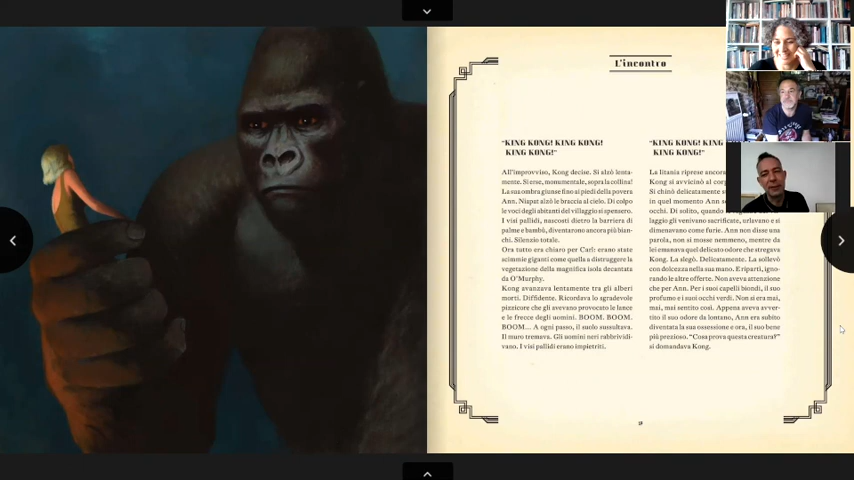 L'incontro
"KING KONG! KING KONG!
KING KONG!"
All'improvviso, Kong decise. Si alzò lenta-
mente. Si erse, monumentale, sopra la collina!
La sua ombra giunse fino ai piedi della povera
Ann. Niapat alzò le braccia al cielo. Di colpo
le voci degli abitanti del villaggio si spensero.
I visi pallidi, nascosti dietro la barriera di
palme e bambù, diventarono ancora più bian-
chi. Silenzio totale.
Ora tutto era chiaro per Carl: erano state
scimmie giganti come quella a distruggere la
vegetazione della magnifica isola decantata
da O'Murphy.
Kong avanzava lentamente tra gli alberi
morti. Diffidente. Ricordava lo sgradevole
pizzicore che gli avevano provocato le lance
e le frecce degli uomini. BOOM. BOOM.
BOOM... A ogni passo, il suolo sussultava.
Il muro tremava. Gli uomini neri rabbrividi-
vano. I visi pallidi erano impietriti.
"KING KONG! KING
KING KONG!"
La litania riprese ancora
Kong si avvicinò al
Si chinò delicatamente
in quel momento Ann
occhi. Di solito, quando
laggio gli venivano sacrificate, urlavano e si
dimenavano come furie. Ann non disse una
parola, non si mosse nemmeno, mentre da
lei emanava quel delicato odore che stregava
Kong. La slegò. Delicatamente. La sollevò
con dolcezza nella sua mano. E ripartì, igno-
rando le altre offerte. Non aveva attenzione
che per Ann. Per i suoi capelli biondi, il suo
profumo e i suoi occhi verdi. Non si era mai,
mai, mai sentito così. Appena aveva avver-
tito il suo odore da lontano, Ann era subito
diventata la sua ossessione e ora, il suo bene
più prezioso. "Cosa prova questa creatura?"
si domandava Kong.